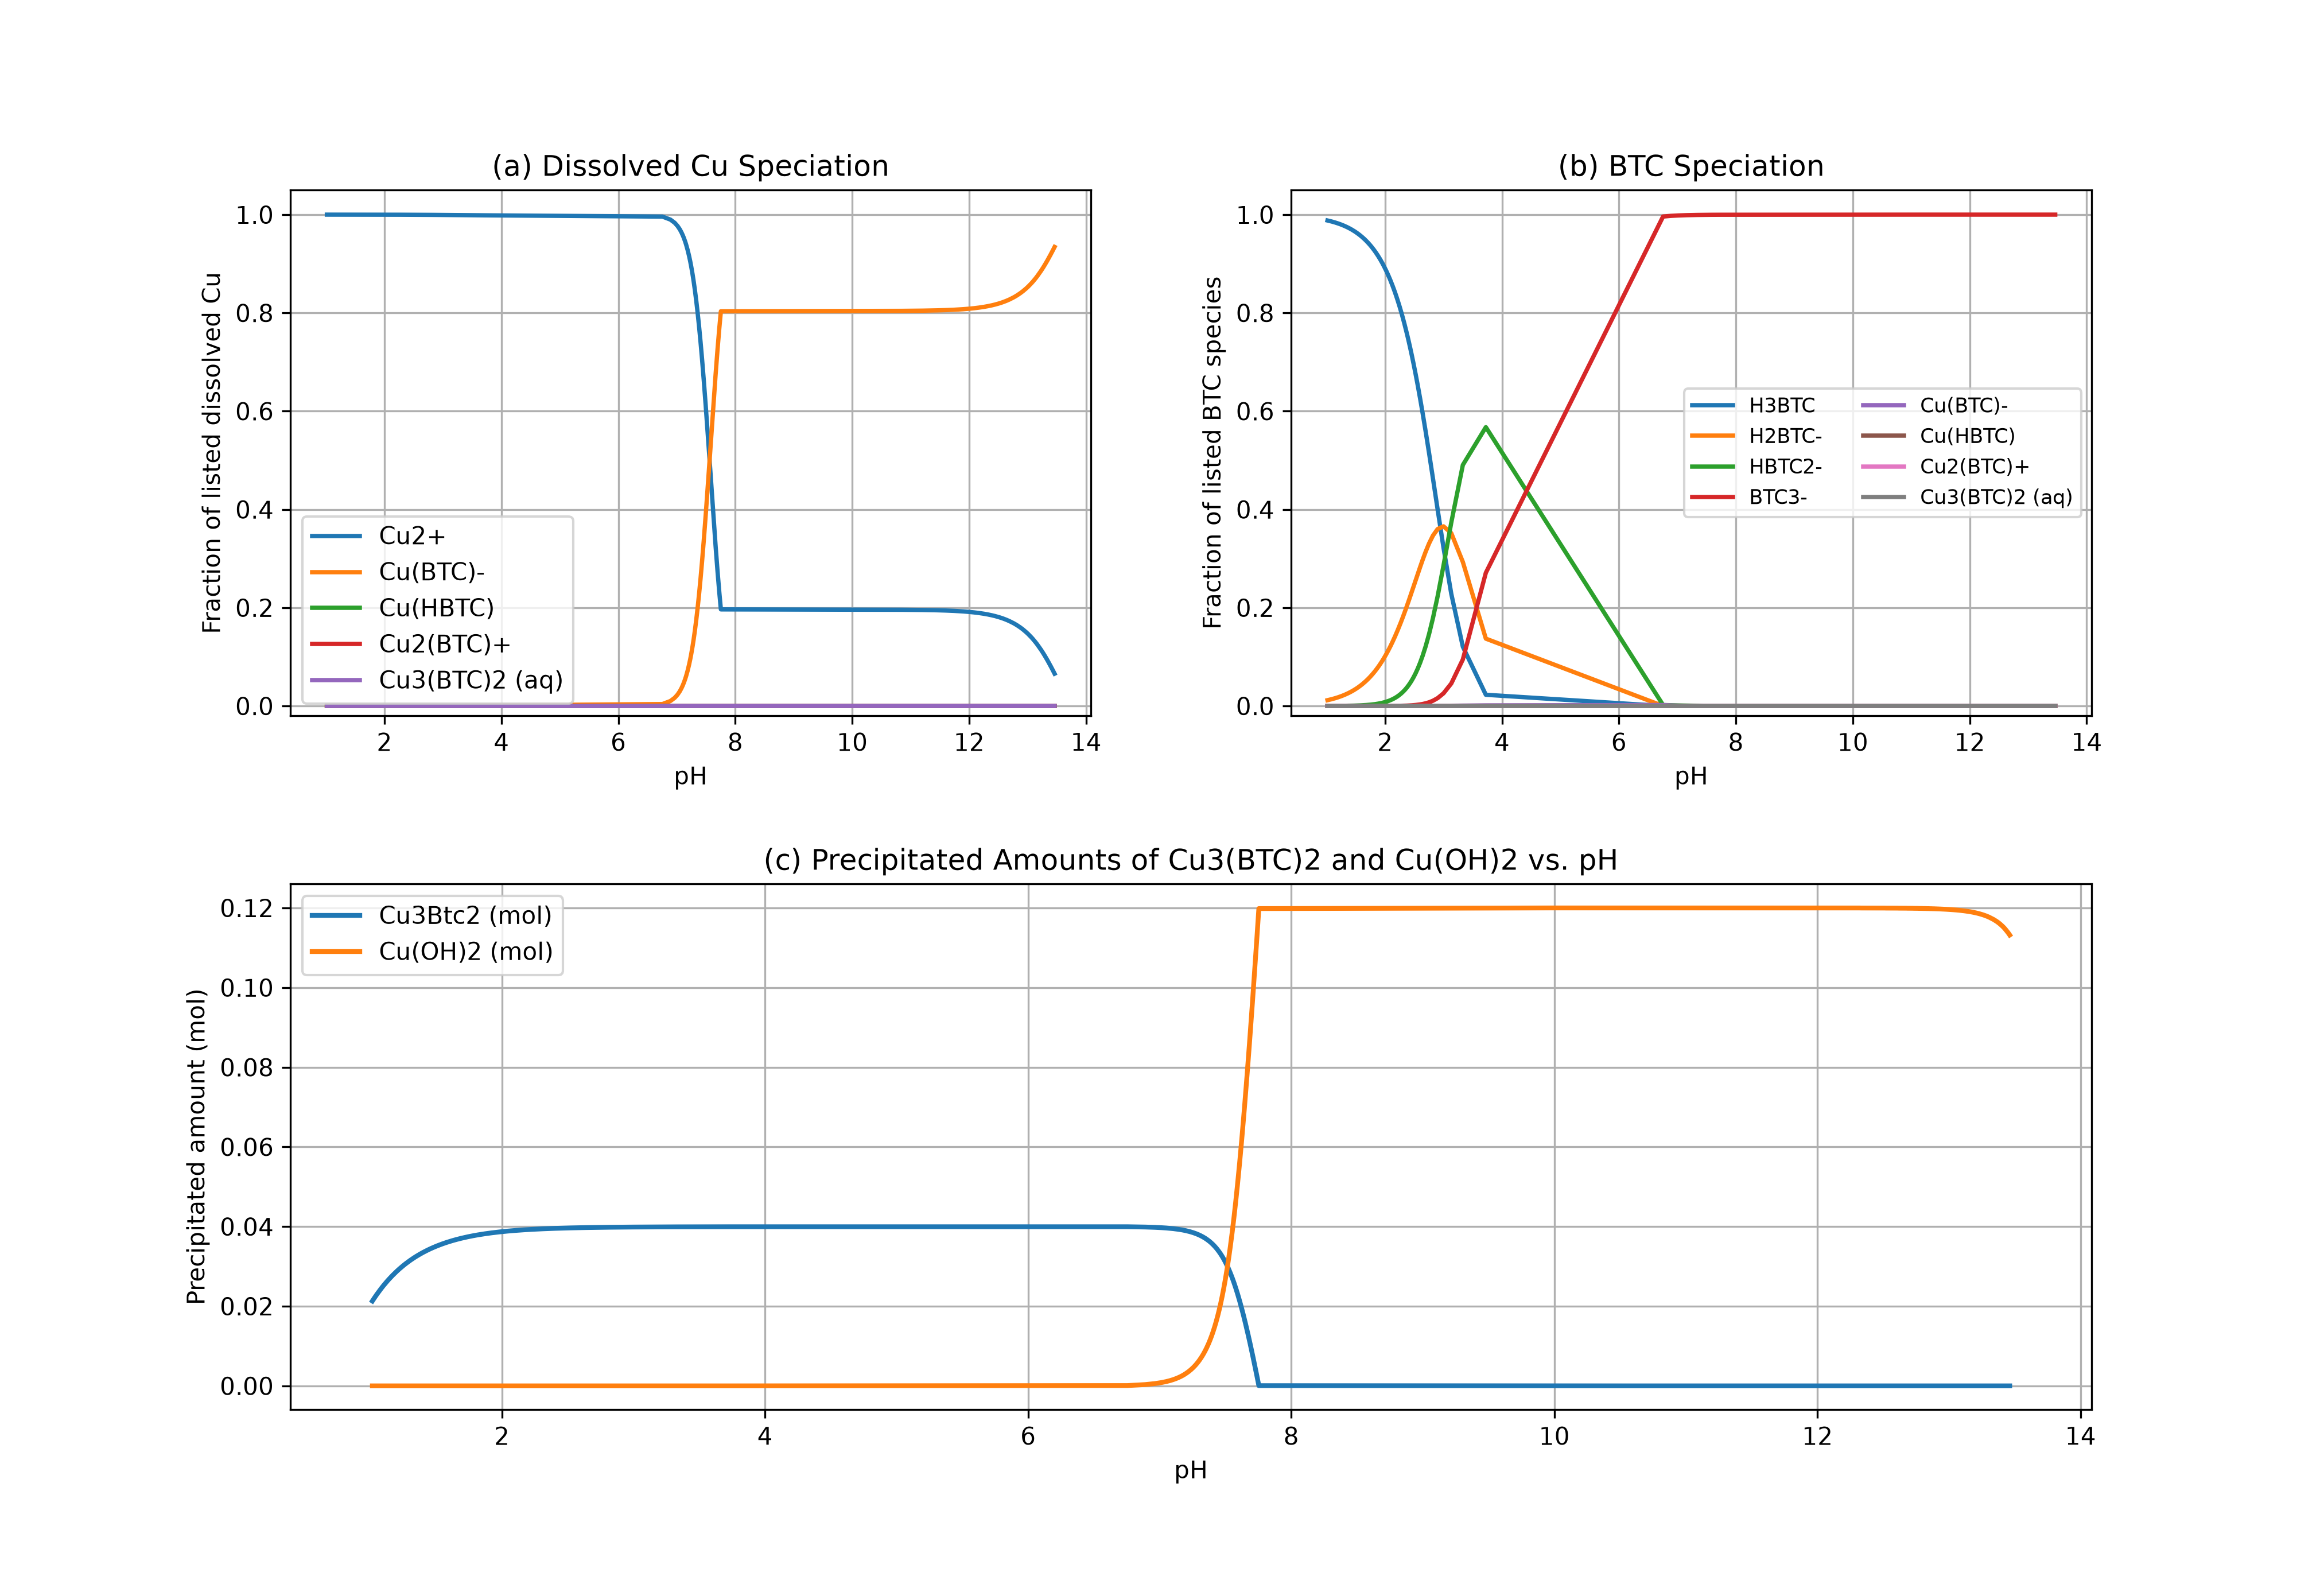 (a) Dissolved Cu Speciation
Fraction of listed dissolved Cu
1.0
0.8
0.6
0.4
0.2
0.0
Cu2+
Cu(BTC)-
Cu(HBTC)
Cu2(BTC)+
Cu3(BTC)2 (aq)
2 4 6 8 10 12 14
pH
(b) BTC Speciation
Fraction of listed BTC species
1.0
0.8
0.6
0.4
0.2
0.0
H3BTC
H2BTC-
HBTC2-
BTC3-
Cu(BTC)-
Cu(HBTC)
Cu2(BTC)+
Cu3(BTC)2 (aq)
2 4 6 8 10 12 14
pH
(c) Precipitated Amounts of Cu3(BTC)2 and Cu(OH)2 vs. pH
Precipitated amount (mol)
0.12
0.10
0.08
0.06
0.04
0.02
0.00
Cu3Btc2 (mol)
Cu(OH)2 (mol)
2 4 6 8 10 12 14
pH